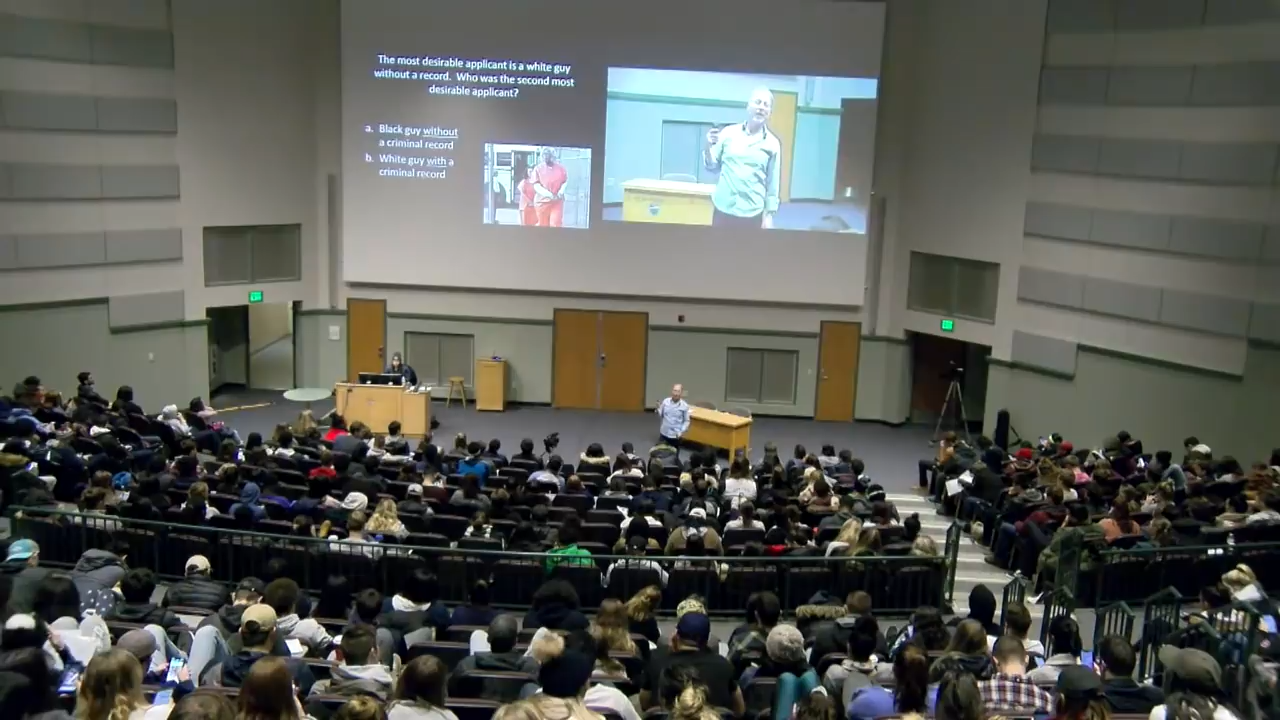 The most desirable applicant is a white guy
without a record. Who was the second most
desirable applicant?
a. Black guy without
a criminal record
b. White guy with a
criminal record